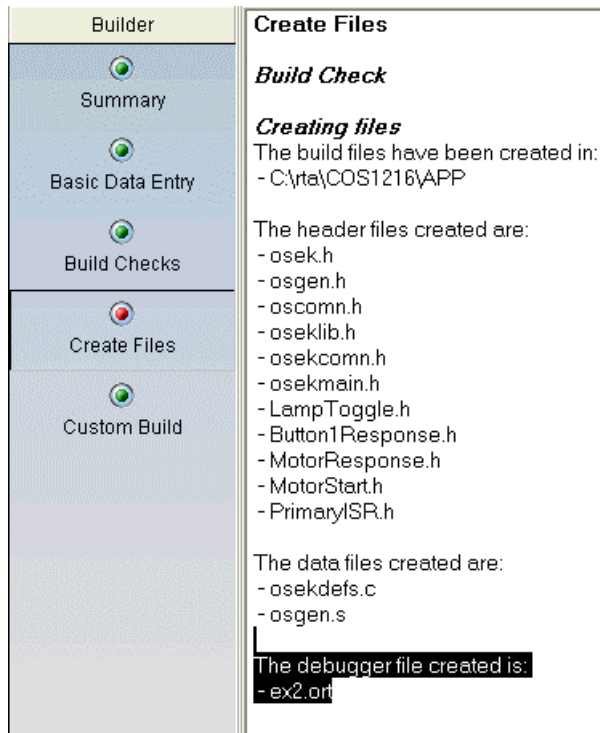 Builder
Summary
Basic Data Entry
Build Checks
Create Files
Custom Build
Create Files
Build Check
Creating files
The build files have been created in:
- C:\rta\COS1216\APP
The header files created are:
- osek.h
- osgen.h
- oscomn.h
- oseklib.h
- osekcomn.h
- osekmain.h
- LampToggle.h
- Button1Response.h
- MotorResponse.h
- MotorStart.h
- PrimaryISR.h
The data files created are:
- osekdefs.c
- osgen.s
The debugger file created is:
- ex2.ort